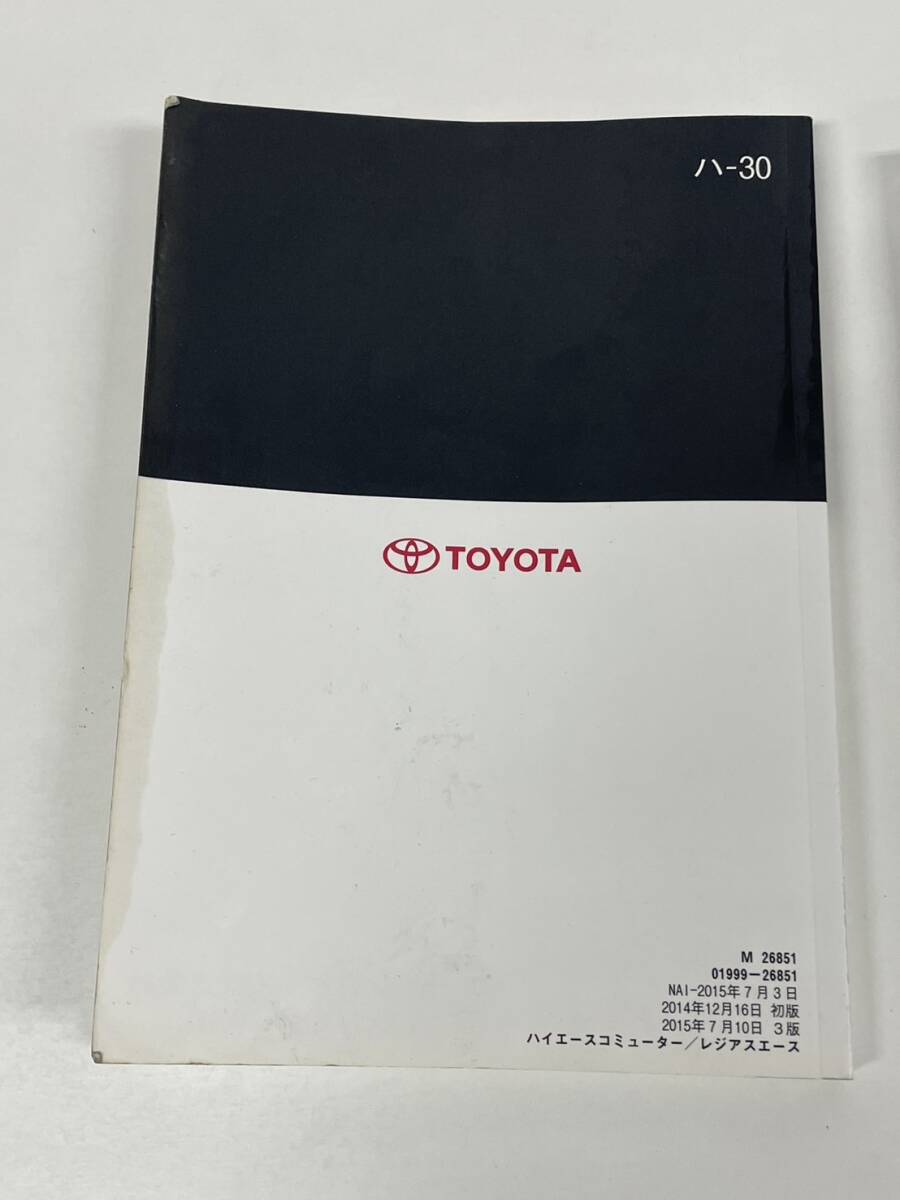 ハ-30
TOYOTA
M 26851
01999-26851
NAI-2015年7月3日
2014年12月16日 初版
2015年7月10日 3版
ハイエースコミューター/レジアスエース